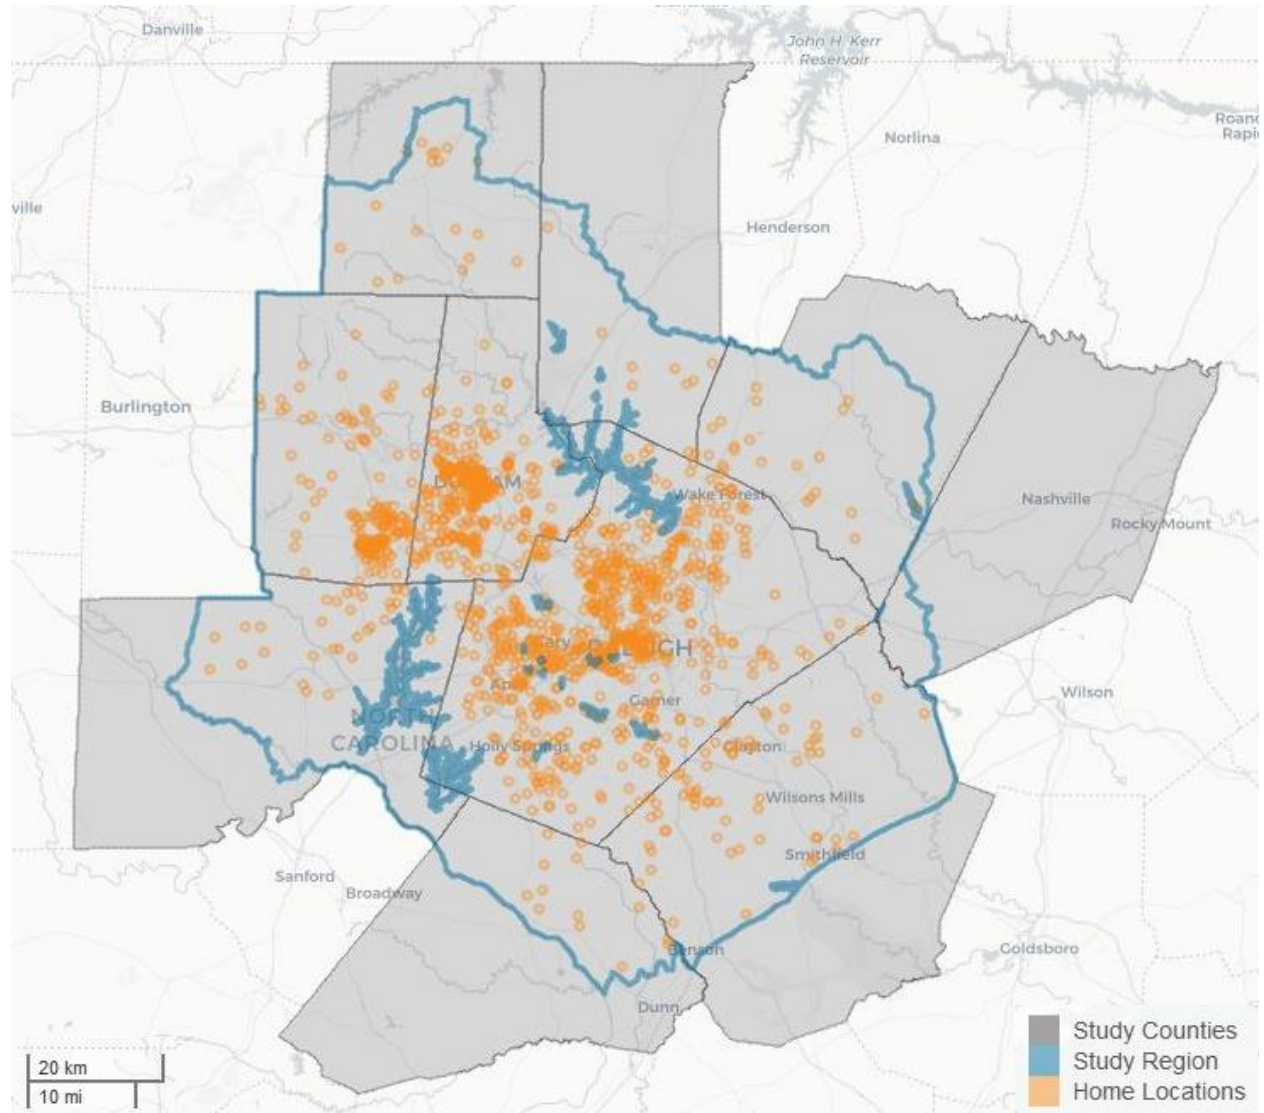 Danville
John H. Kerr
Reservoir
Norlina
Roano
Rapi
ville
Henderson
Burlington
Wake Forest
Nashville
Rocky Mount
Garner
Wilson
NORTH
CAROLINA
Holly Springs
Clayton
Wilsons Mills
Smithfield
Sanford
Broadway
Benson
Goldsboro
Dunn
Study Counties
Study Region
Home Locations
20 km
10 mi